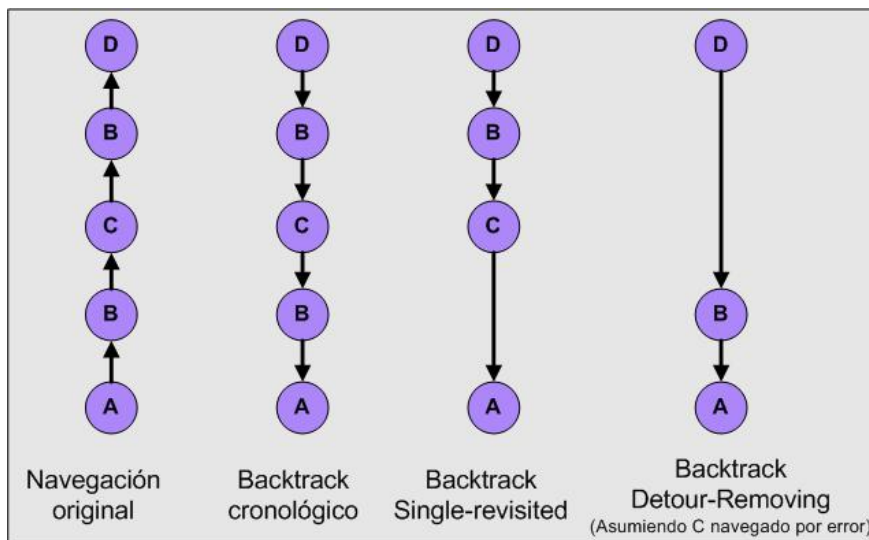 D D D D
B B B
C C C
B B B
A A A A
Navegación
original
Backtrack
cronológico
Backtrack
Single-revisited
Backtrack
Detour-Removing
(Asumiendo C navegado por error)